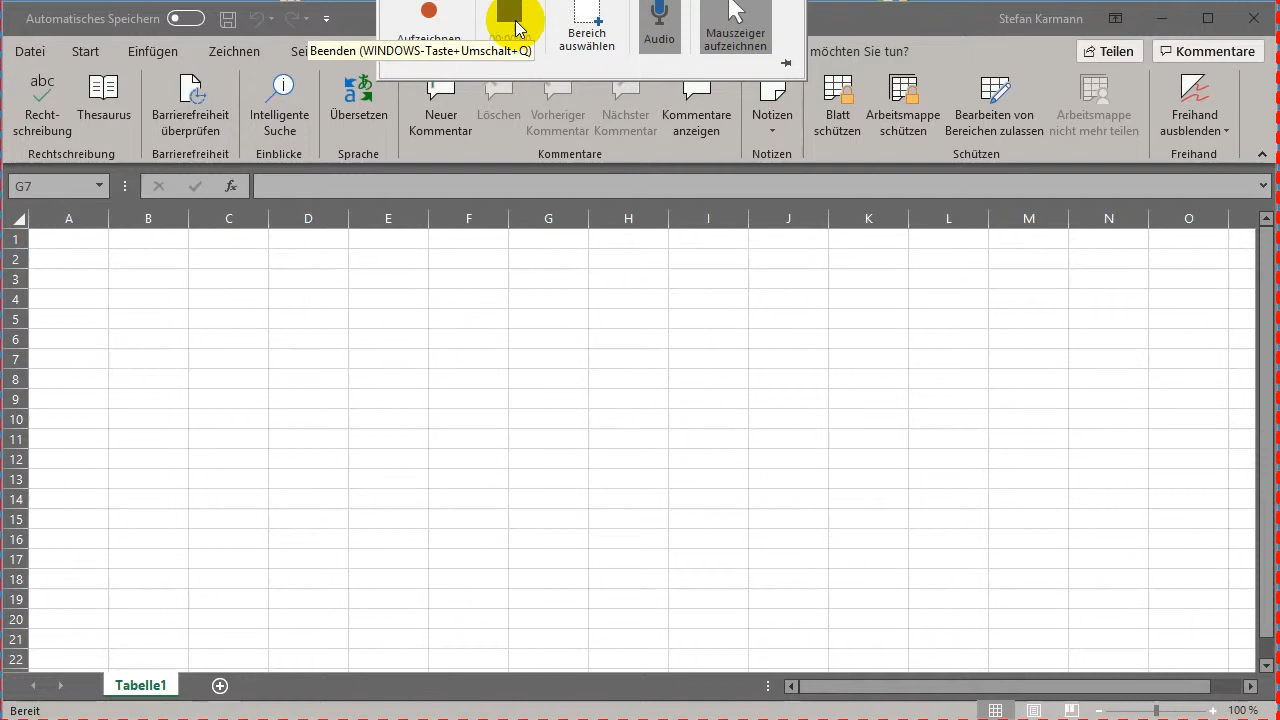 Automatisches Speichern
Stefan Karmann
Datei
Start
Einfügen
Zeichnen
Beenden (WINDOWS-Taste+Umschalt+Q)
Bereich auswählen
Audio
Mauszeiger aufzeichnen
möchten Sie tun?
Teilen
Kommentare
abc
Recht-
schreibung
Thesaurus
Barrierefreiheit
überprüfen
Intelligente
Suche
Übersetzen
Neuer
Kommentar
Löschen
Vorheriger
Kommentar
Nächster
Kommentar
Kommentare
anzeigen
Notizen
Blatt
schützen
Arbeitsmappe
schützen
Bearbeiten von
Bereichen zulassen
Arbeitsmappe
nicht mehr teilen
Freihand
ausblenden
Rechtschreibung
Barrierefreiheit
Einblicke
Sprache
Kommentare
Notizen
Schützen
Freihand
G7
fx
A B C D E F G H I J K L M N O
1
2
3
4
5
6
7
8
9
10
11
12
13
14
15
16
17
18
19
20
21
22
Tabelle1
Bereit
100 %